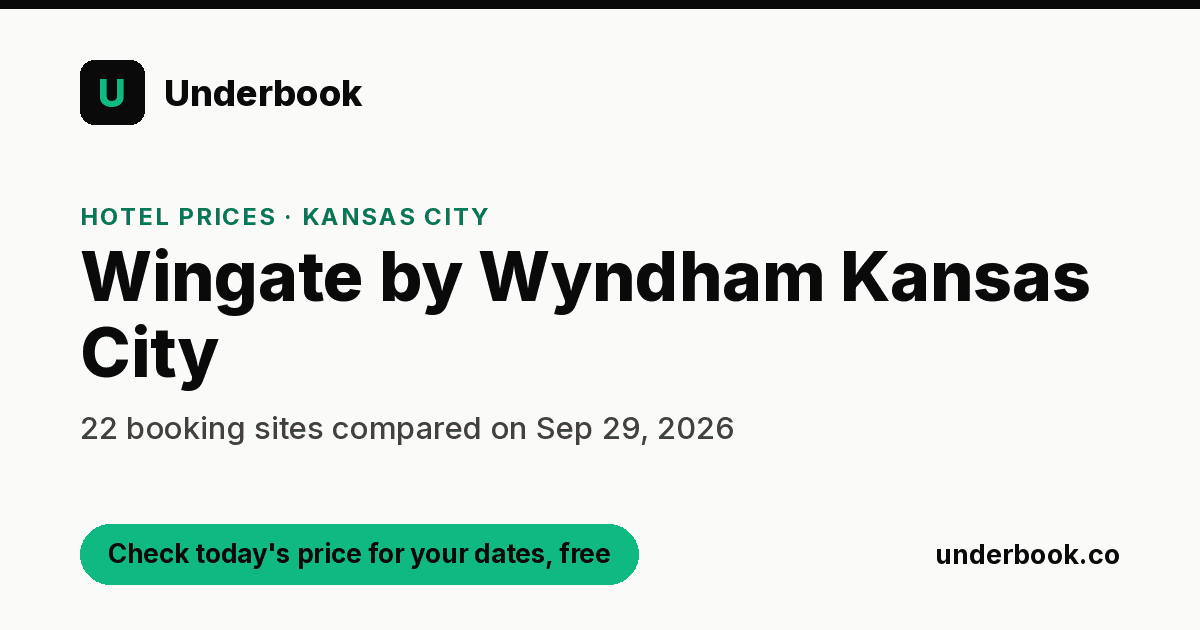 U
Underbook
HOTEL PRICES · KANSAS CITY
Wingate by Wyndham Kansas
City
22 booking sites compared on Sep 29, 2026
Check today's price for your dates, free
underbook.co